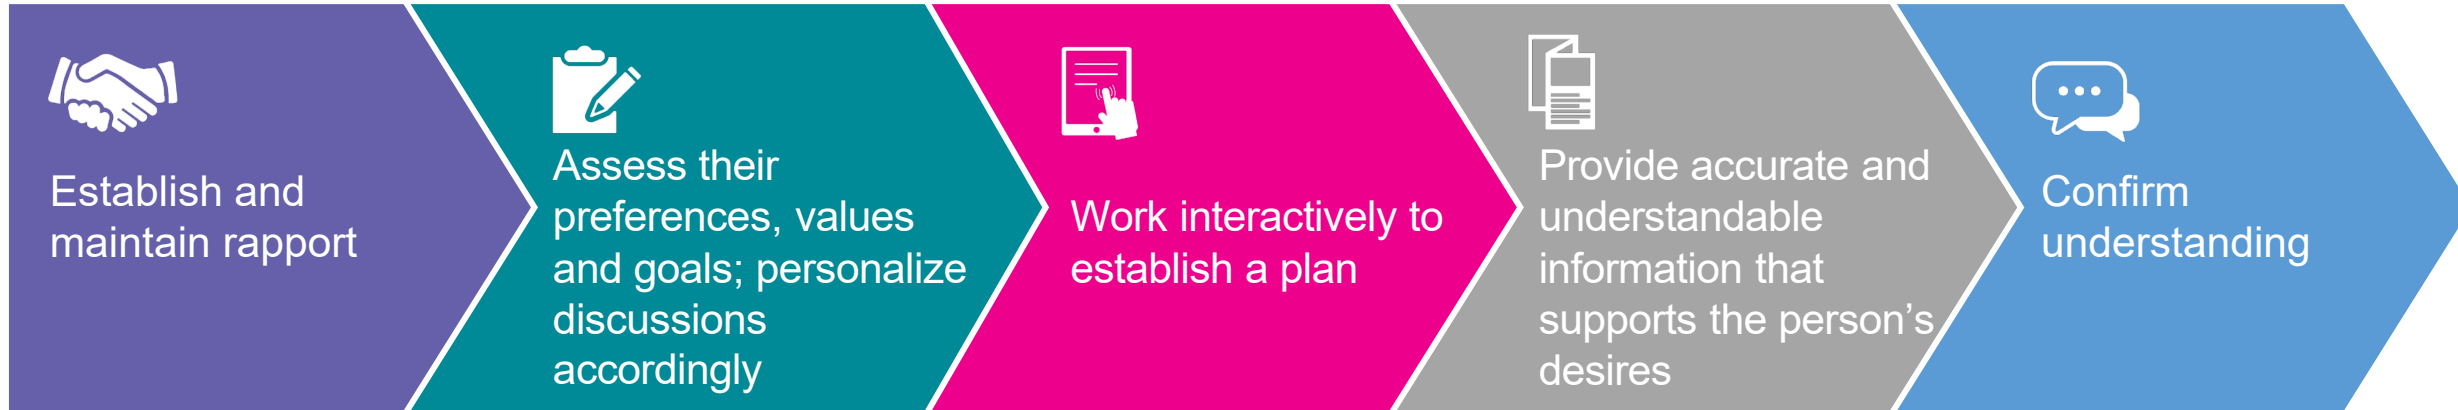 Establish and
maintain rapport
Assess their
preferences, values
and goals; personalize
discussions
accordingly
Work interactively to
establish a plan
Provide accurate and
understandable
information that
supports the person’s
desires
Confirm
understanding